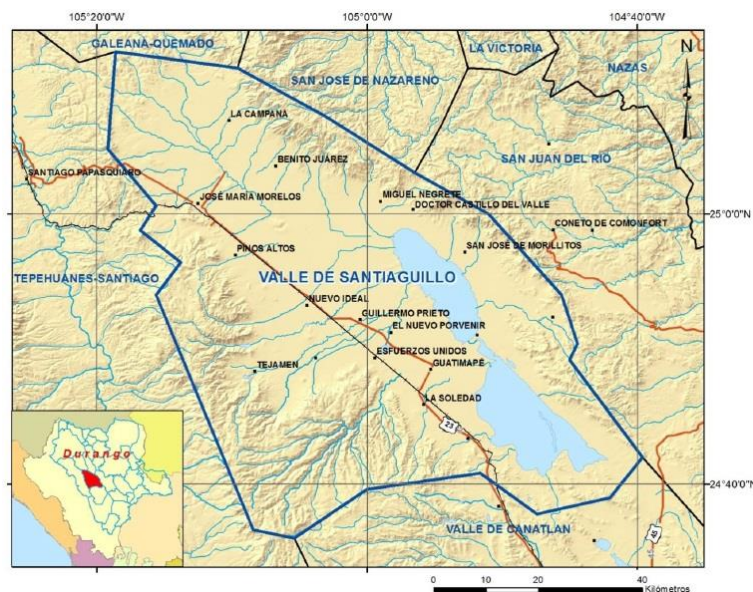 105°20'0"W
105°00'0"W
104°40'0"W
GALEANA-QUEMADO
LA VICTORIA
N
NAZAS
SAN JOSE DE NAZARENO
LA CAMPANA
BENITO JUÁREZ
SAN JUAN DEL RIO
SANTIAGO PAPASQUIARO
JOSÉ MARÍA MORELOS
MIGUEL NEGRETE
DOCTOR CASTILLO DEL VALLE
25°0'0"N
CONETO DE COMONFORT
PINOS ALTOS
SAN JOSÉ DE MORILLITOS
TEPEHUANES-SANTIAGO
VALLE DE SANTIAGUILLO
NUEVO IDEAL
GUILLERMO PRIETO
EL NUEVO PORVENIR
ESFUERZOS UNIDOS
TEJAMEN
GUATIMAPÉ
LA SOLEDAD
23
Durango
24°40'0"N
VALLE DE CANATLAN
45
45
0
10
20
40
Kilómetros